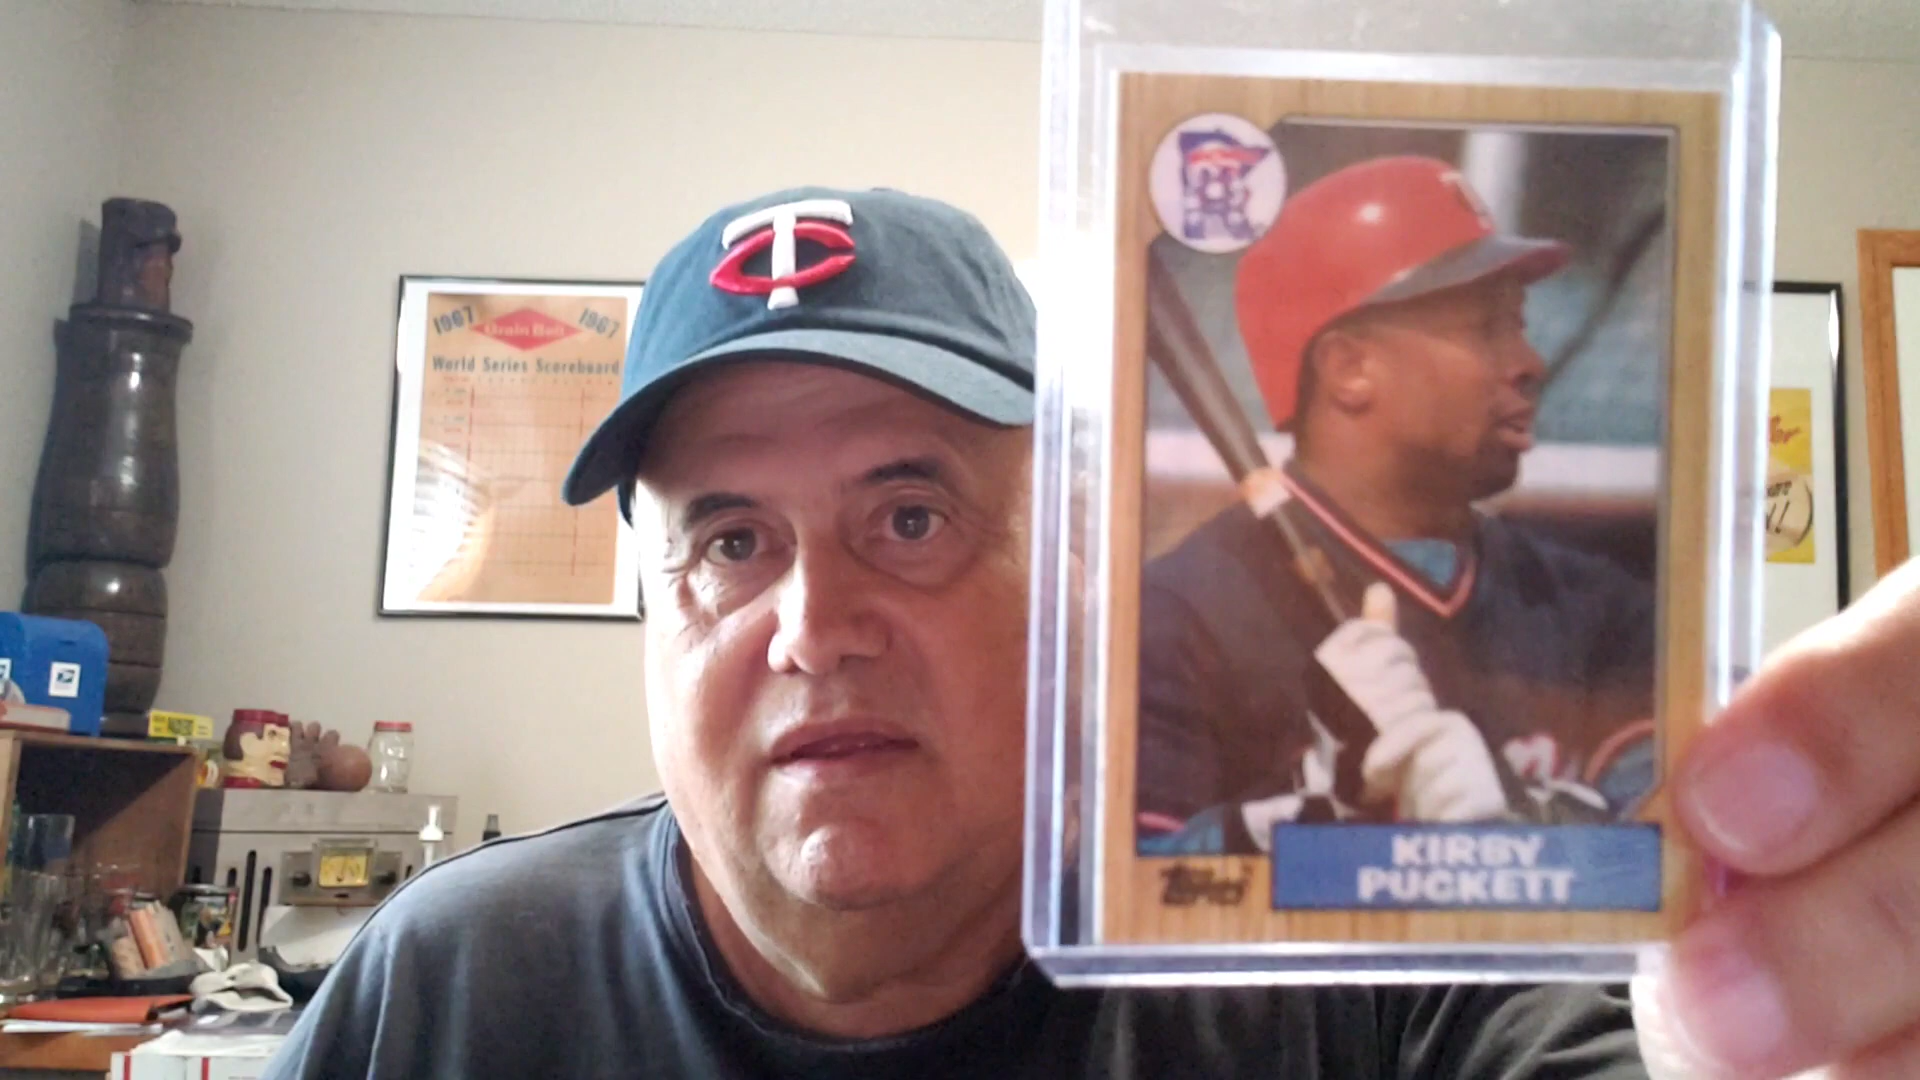 1967 Grain Belt 1967
World Series Scoreboard
TC
Topps
KIRBY
PUCKETT